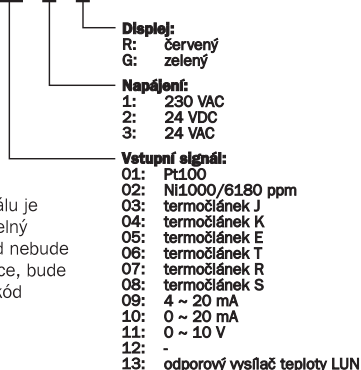 Displej:
R: červený
G: zelený
Napájení:
1: 230 VAC
2: 24 VDC
3: 24 VAC
Vstupní signál:
01: Pt100
02: Ni1000/6180 ppm
03: termočlánek J
04: termočlánek K
05: termočlánek E
06: termočlánek T
07: termočlánek R
08: termočlánek S
09: 4 ~ 20 mA
10: 0 ~ 20 mA
11: 0 ~ 10 V
12: -
13: odporový vysílač teploty LUN
álu je
elný
d nebude
ce, bude
kód